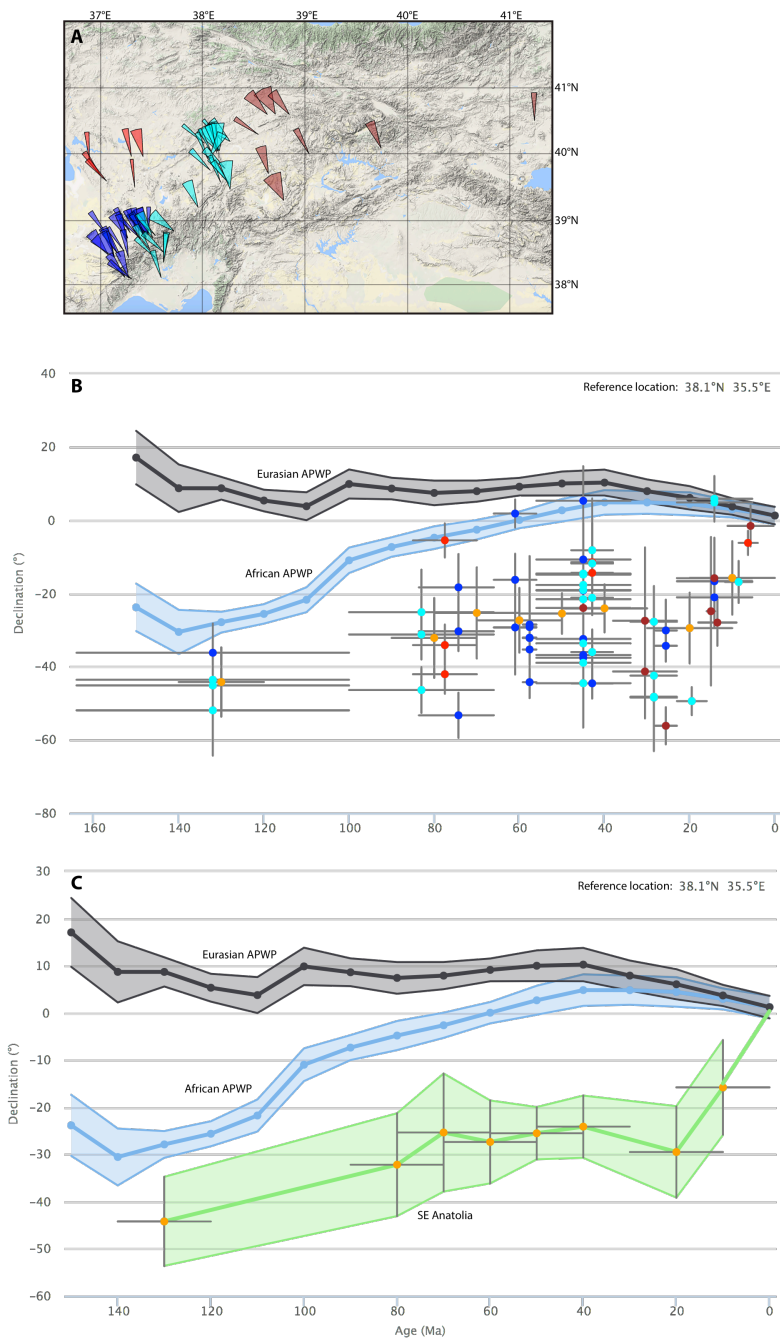 37°E 38°E 39°E 40°E 41°E
A
41°N
40°N
39°N
38°N
40
B
Reference location: 38.1°N 35.5°E
20
Eurasian APWP
0
African APWP
Declination (°)
-20
-40
-60
-80
160 140 120 100 80 60 40 20 0
30
C
Reference location: 38.1°N 35.5°E
20
Eurasian APWP
10
0
African APWP
-10
Declination (°)
-20
-30
-40
SE Anatolia
-50
-60
140 120 100 80 60 40 20 0
Age (Ma)